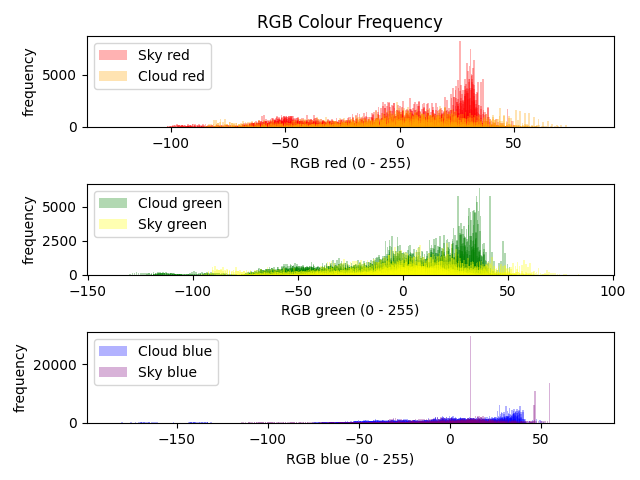 RGB Colour Frequency
frequency
5000
0
Sky red
Cloud red
−100 −50 0 50
RGB red (0 - 255)
frequency
5000
2500
0
Cloud green
Sky green
−150 −100 −50 0 50 100
RGB green (0 - 255)
frequency
20000
0
Cloud blue
Sky blue
−150 −100 −50 0 50
RGB blue (0 - 255)